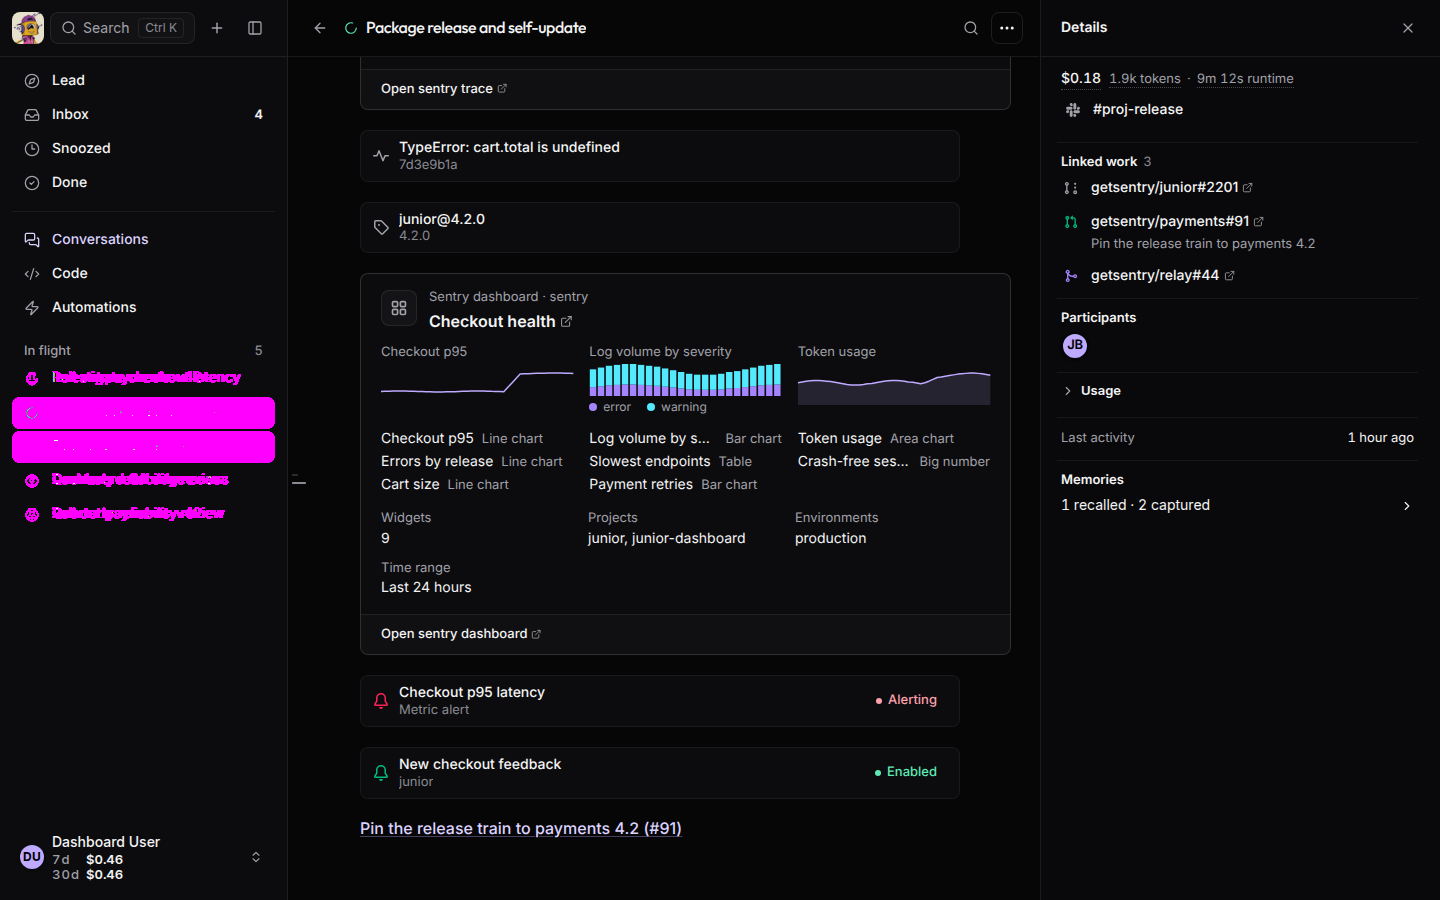 Search Ctrl K
Lead
Inbox 4
Snoozed
Done
Conversations
Code
Automations
In flight 5
Dashboard User
7d $0.46
30d $0.46
Package release and self-update
Open sentry trace
TypeError: cart.total is undefined
7d3e9b1a
junior@4.2.0
4.2.0
Sentry dashboard · sentry
Checkout health
Checkout p95
Log volume by severity
Token usage
error warning
Checkout p95 Line chart
Log volume by s... Bar chart
Token usage Area chart
Errors by release Line chart
Slowest endpoints Table
Crash-free ses... Big number
Cart size Line chart
Payment retries Bar chart
Widgets
9
Projects
junior, junior-dashboard
Environments
production
Time range
Last 24 hours
Open sentry dashboard
Checkout p95 latency
Metric alert
Alerting
New checkout feedback
junior
Enabled
Pin the release train to payments 4.2 (#91)
Details
$0.18 1.9k tokens · 9m 12s runtime
#proj-release
Linked work 3
getsentry/junior#2201
getsentry/payments#91
Pin the release train to payments 4.2
getsentry/relay#44
Participants
JB
Usage
Last activity 1 hour ago
Memories
1 recalled · 2 captured
DU